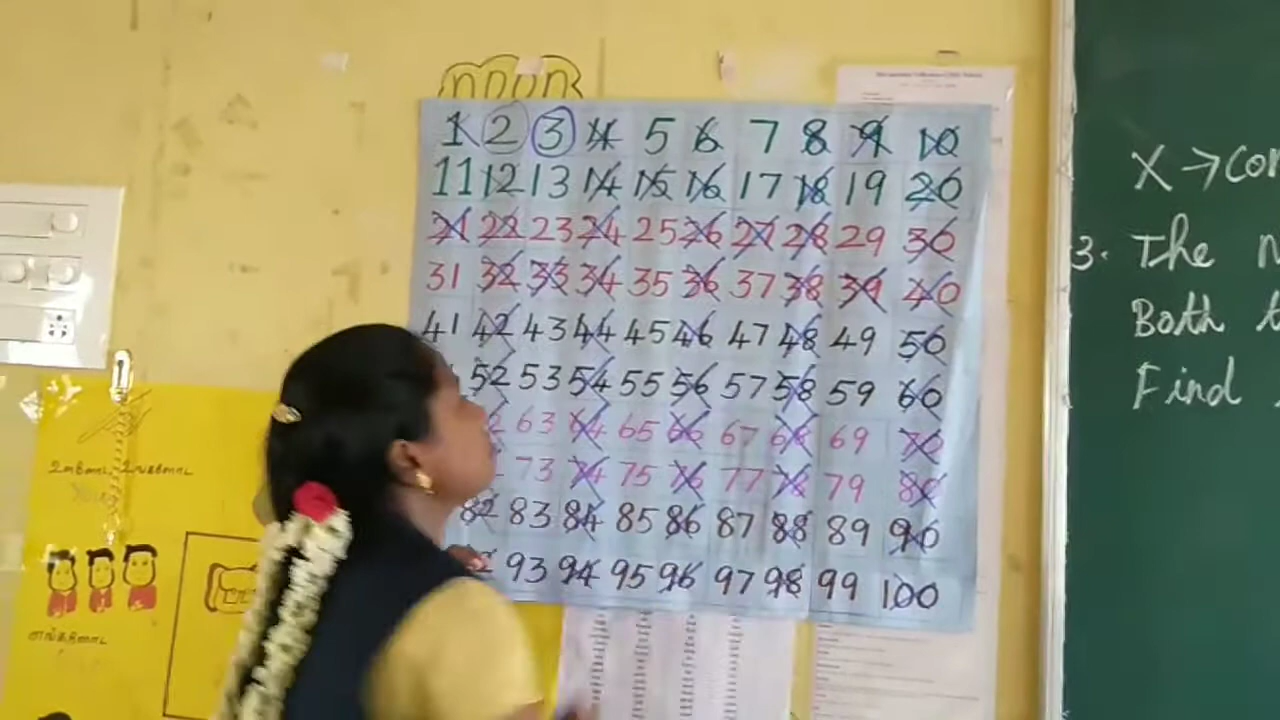 noon
1 2 3 4 5 6 7 8 9 10
11 12 13 14 15 16 17 18 19 20
21 22 23 24 25 26 27 28 29 30
31 32 33 34 35 36 37 38 39 40
41 42 43 44 45 46 47 48 49 50
52 53 54 55 56 57 58 59 60
63 64 65 66 67 68 69 70
73 74 75 76 77 78 79 80
82 83 84 85 86 87 88 89 90
93 94 95 96 97 98 99 100
X → con
3. The
Both t
Find